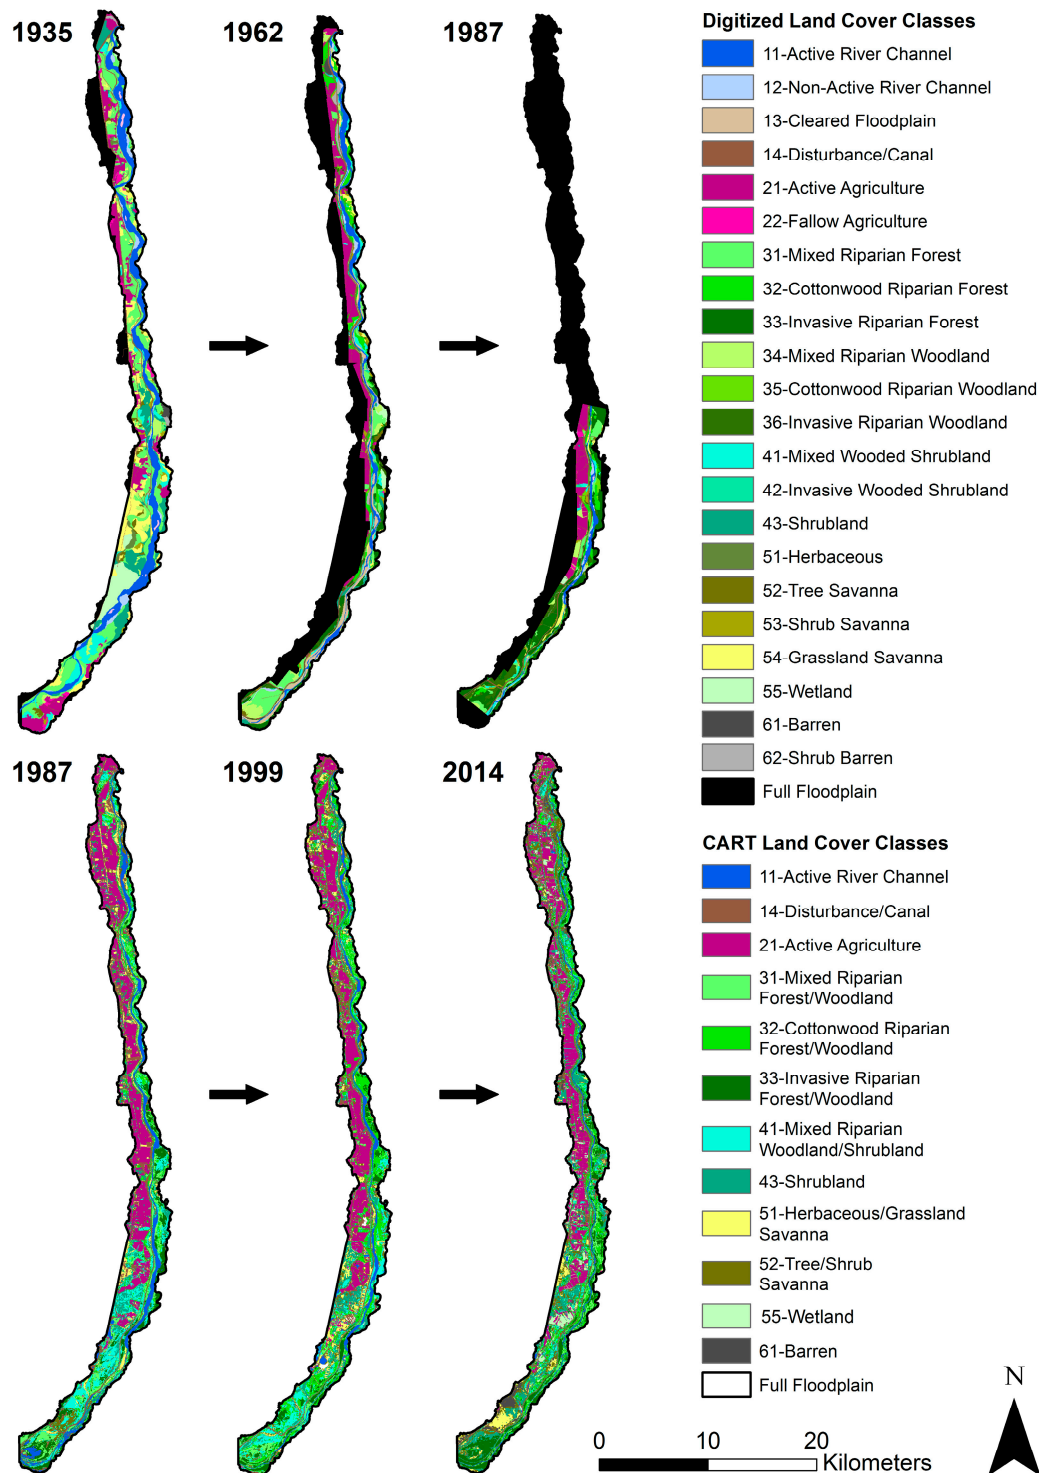 1935
1962
1987
Digitized Land Cover Classes
11-Active River Channel
12-Non-Active River Channel
13-Cleared Floodplain
14-Disturbance/Canal
21-Active Agriculture
22-Fallow Agriculture
31-Mixed Riparian Forest
32-Cottonwood Riparian Forest
33-Invasive Riparian Forest
34-Mixed Riparian Woodland
35-Cottonwood Riparian Woodland
36-Invasive Riparian Woodland
41-Mixed Wooded Shrubland
42-Invasive Wooded Shrubland
43-Shrubland
51-Herbaceous
52-Tree Savanna
53-Shrub Savanna
54-Grassland Savanna
55-Wetland
61-Barren
62-Shrub Barren
Full Floodplain
1987
1999
2014
CART Land Cover Classes
11-Active River Channel
14-Disturbance/Canal
21-Active Agriculture
31-Mixed Riparian
Forest/Woodland
32-Cottonwood Riparian
Forest/Woodland
33-Invasive Riparian
Forest/Woodland
41-Mixed Riparian
Woodland/Shrubland
43-Shrubland
51-Herbaceous/Grassland
Savanna
52-Tree/Shrub
Savanna
55-Wetland
61-Barren
Full Floodplain
N
0 10 20
Kilometers